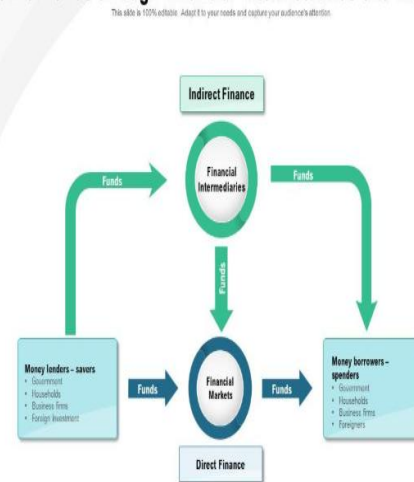 This slide is 100% editable. Adapt it to your needs and capture your audience's attention.
Indirect Finance
Financial
Intermediaries
Funds
Funds
Funds
Money lenders – savers
• Government
• Households
• Business firms
• Foreign Investment
Funds
Financial
Markets
Funds
Money borrowers –
spenders
• Government
• Households
• Business firms
• Foreigners
Direct Finance